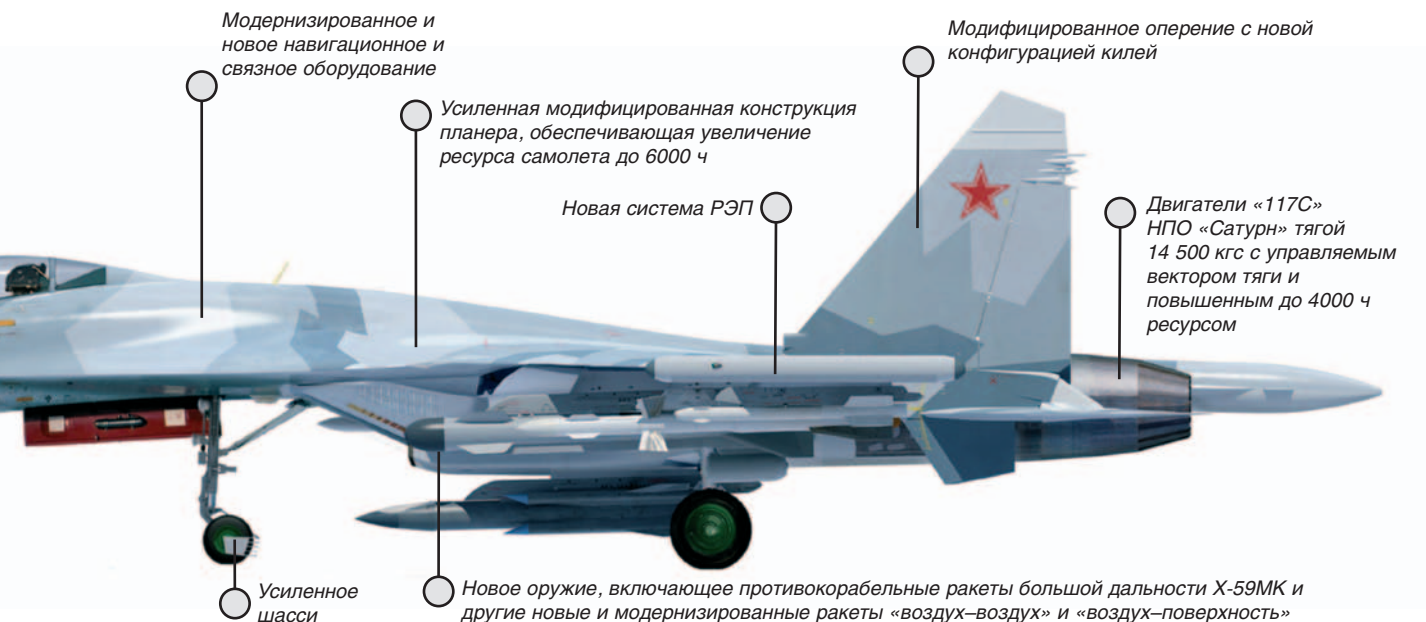 Модернизированное и
новое навигационное и
связное оборудование
Усиленная модифицированная конструкция
планера, обеспечивающая увеличение
ресурса самолета до 6000 ч
Новая система РЭП
Модифицированное оперение с новой
конфигурацией килей
Двигатели «117С»
НПО «Сатурн» тягой
14 500 кгс с управляемым
вектором тяги и
повышенным до 4000 ч
ресурсом
Усиленное
шасси
Новое оружие, включающее противокорабельные ракеты большой дальности Х-59МК и
другие новые и модернизированные ракеты «воздух–воздух» и «воздух–поверхность»